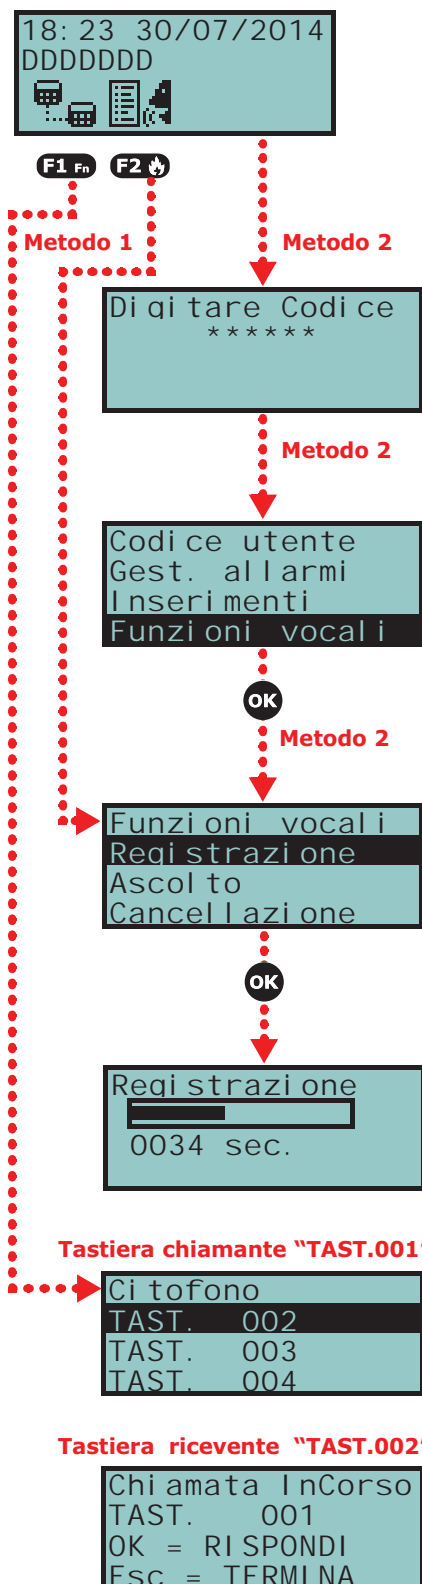 18:23 30/07/2014
DDDDDDD
F1 Fn F2
Metodo 1
Metodo 2
Digitare Codice
******
Metodo 2
Codice utente
Gest. allarmi
Inserimenti
Funzioni vocali
OK
Metodo 2
Funzioni vocali
Registrazione
Ascolto
Cancellazione
OK
Registrazione
0034 sec.
Tastiera chiamante “TAST.001”
Citofono
TAST. 002
TAST. 003
TAST. 004
Tastiera ricevente “TAST.002”
Chiamata InCorso
TAST. 001
OK = RISPONDI
Esc = TERMINA